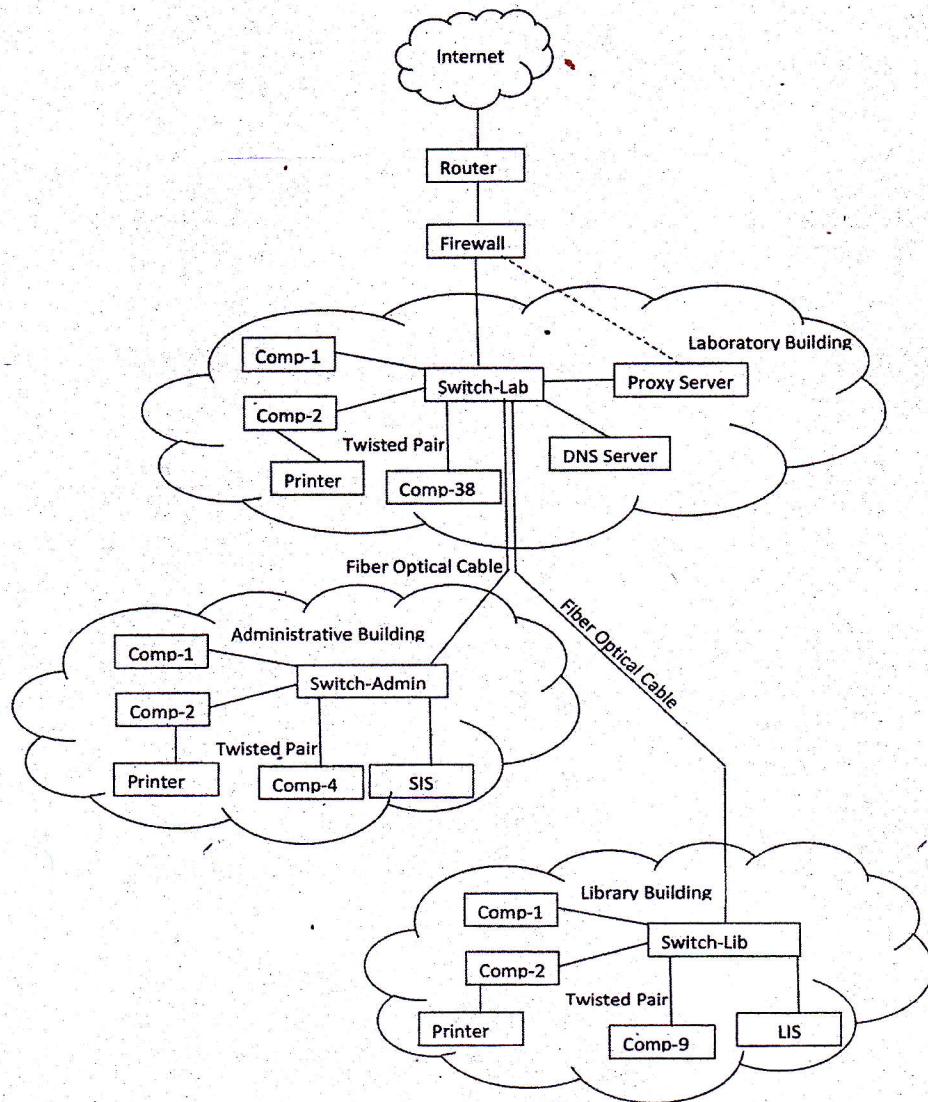 Internet
Router
Firewall
Laboratory Building
Comp-1
Switch-Lab
Proxy Server
Comp-2
Twisted Pair
DNS Server
Printer
Comp-38
Fiber Optical Cable
Fiber Optical Cable
Administrative Building
Comp-1
Switch-Admin
Comp-2
Twisted Pair
Printer
Comp-4
SIS
Library Building
Comp-1
Switch-Lib
Comp-2
Twisted Pair
Printer
Comp-9
LIS